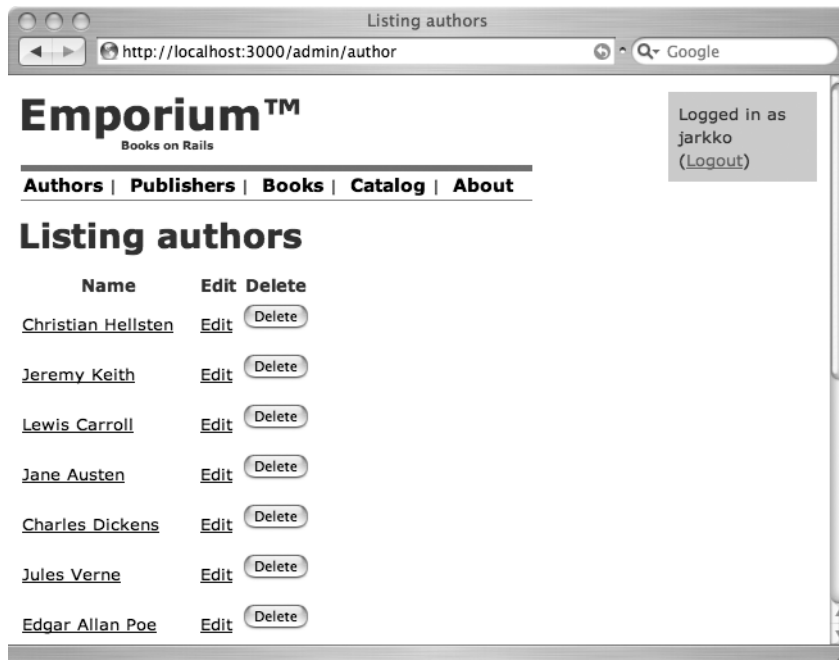 Listing authors
http://localhost:3000/admin/author
Google
Emporium™
Books on Rails
Logged in as
jarkko
(Logout)
Authors | Publishers | Books | Catalog | About
Listing authors
Name Edit Delete
Christian Hellsten Edit Delete
Jeremy Keith Edit Delete
Lewis Carroll Edit Delete
Jane Austen Edit Delete
Charles Dickens Edit Delete
Jules Verne Edit Delete
Edgar Allan Poe Edit Delete